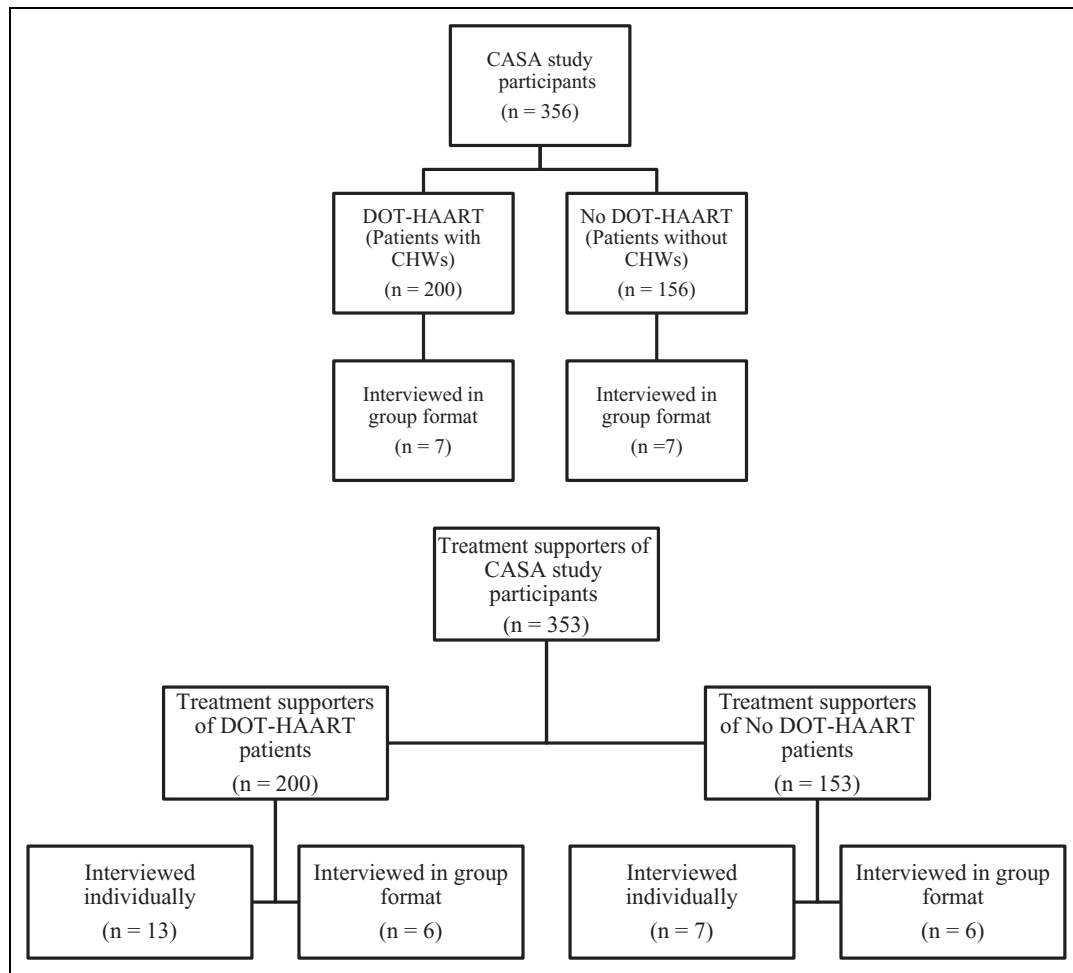 CASA study
participants
(n = 356)
DOT-HAART
(Patients with
CHWs)
(n = 200)
No DOT-HAART
(Patients without
CHWs)
(n = 156)
Interviewed in
group format
(n = 7)
Interviewed in
group format
(n =7)
Treatment supporters of
CASA study
participants
(n = 353)
Treatment supporters
of DOT-HAART
patients
(n = 200)
Treatment supporters
of No DOT-HAART
patients
(n = 153)
Interviewed
individually
(n = 13)
Interviewed in group
format
(n = 6)
Interviewed
individually
(n = 7)
Interviewed in group
format
(n = 6)